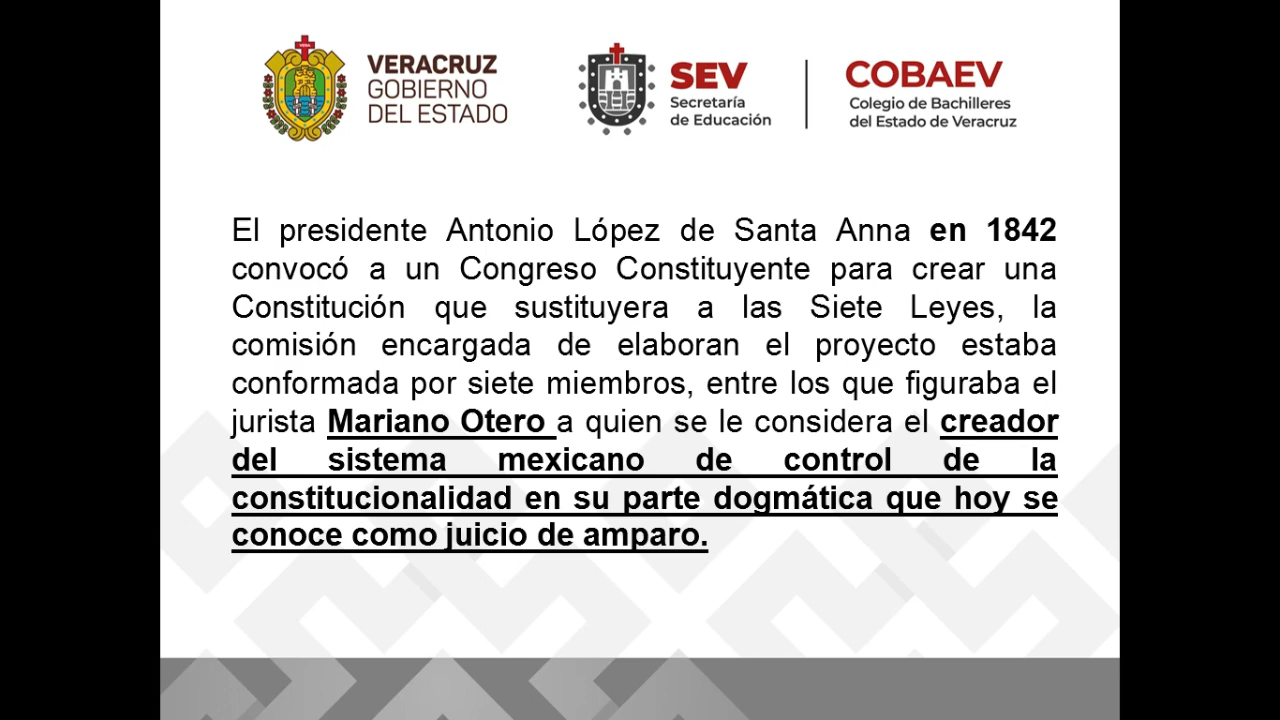 VERACRUZ
GOBIERNO
DEL ESTADO
SEV
Secretaría
de Educación
COBAEV
Colegio de Bachilleres
del Estado de Veracruz
El presidente Antonio López de Santa Anna en 1842
convocó a un Congreso Constituyente para crear una
Constitución que sustituyera a las Siete Leyes, la
comisión encargada de elaboran el proyecto estaba
conformada por siete miembros, entre los que figuraba el
jurista Mariano Otero a quien se le considera el creador
del sistema mexicano de control de la
constitucionalidad en su parte dogmática que hoy se
conoce como juicio de amparo.